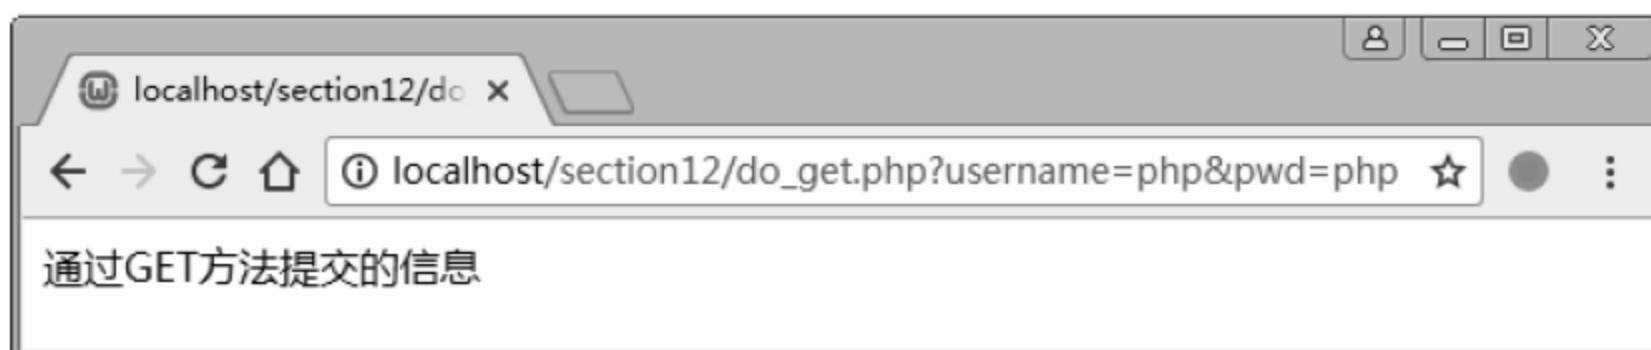 localhost/section12/do
localhost/section12/do_get.php?username=php&pwd=php
通过GET方法提交的信息